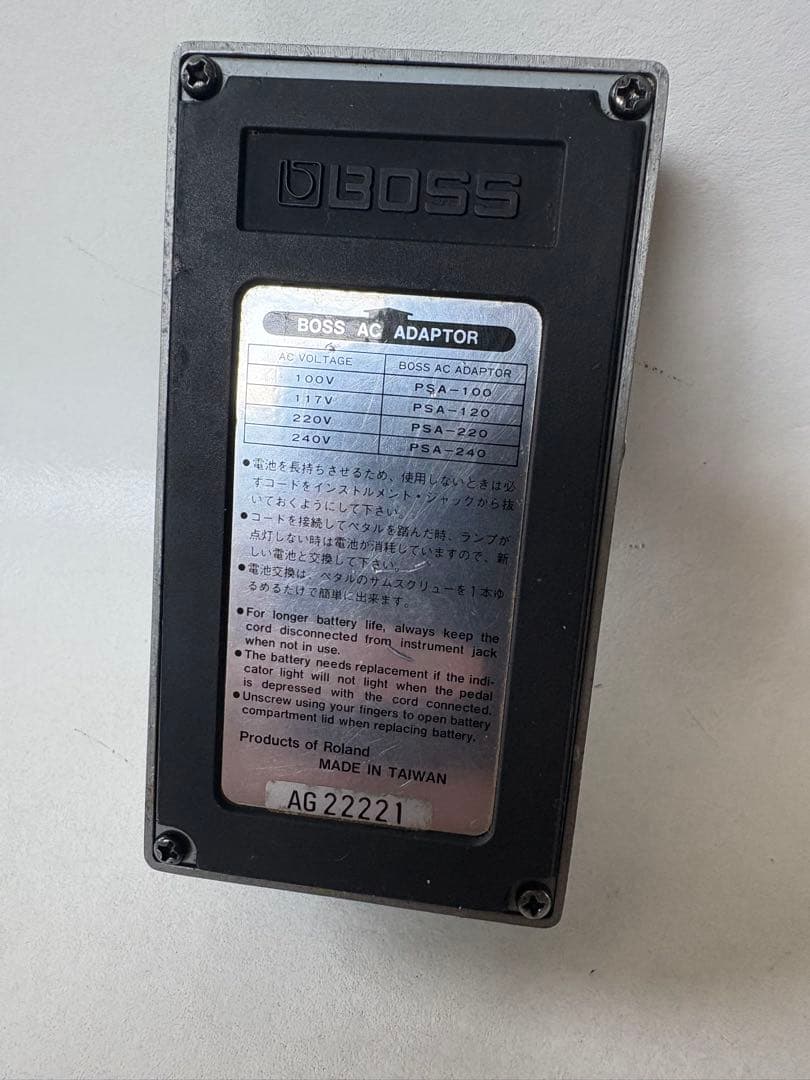 BOSS
BOSS AC ADAPTOR
AC VOLTAGE BOSS AC ADAPTOR
100V PSA-100
117V PSA-120
220V PSA-220
240V PSA-240
●電池を長持ちさせるため、使用しないときは必
ずコードをインストルメント・ジャックから抜
いておくようにして下さい。
●コードを接続してペタルを踏んだ時、ランプが
点灯しない時は電池が消耗していますので、新
しい電池と交換して下さい。
●電池交換は、ペタルのサムスクリューを1本ゆ
るめるだけで簡単に出来ます。
●For longer battery life, always keep the
cord disconnected from instrument jack
when not in use.
●The battery needs replacement if the indi-
cator light will not light when the pedal
is depressed with the cord connected.
●Unscrew using your fingers to open battery
compartment lid when replacing battery.
Products of Roland
MADE IN TAIWAN
AG22221